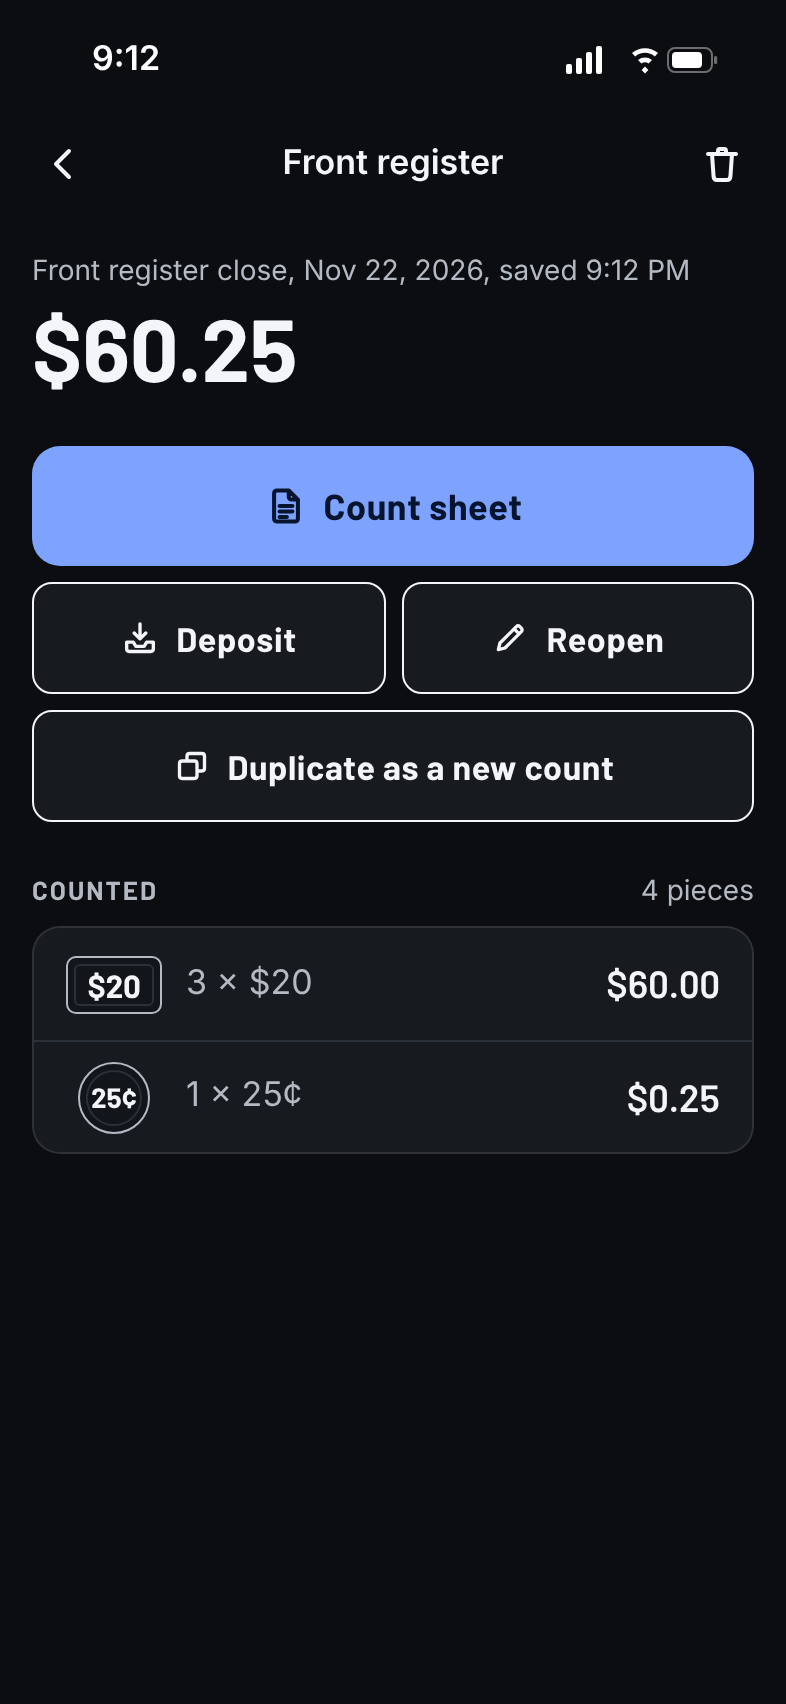 9:12
Front register
Front register close, Nov 22, 2026, saved 9:12 PM
$60.25
Count sheet
Deposit
Reopen
Duplicate as a new count
COUNTED
4 pieces
$20
3 × $20
$60.00
25¢
1 × 25¢
$0.25